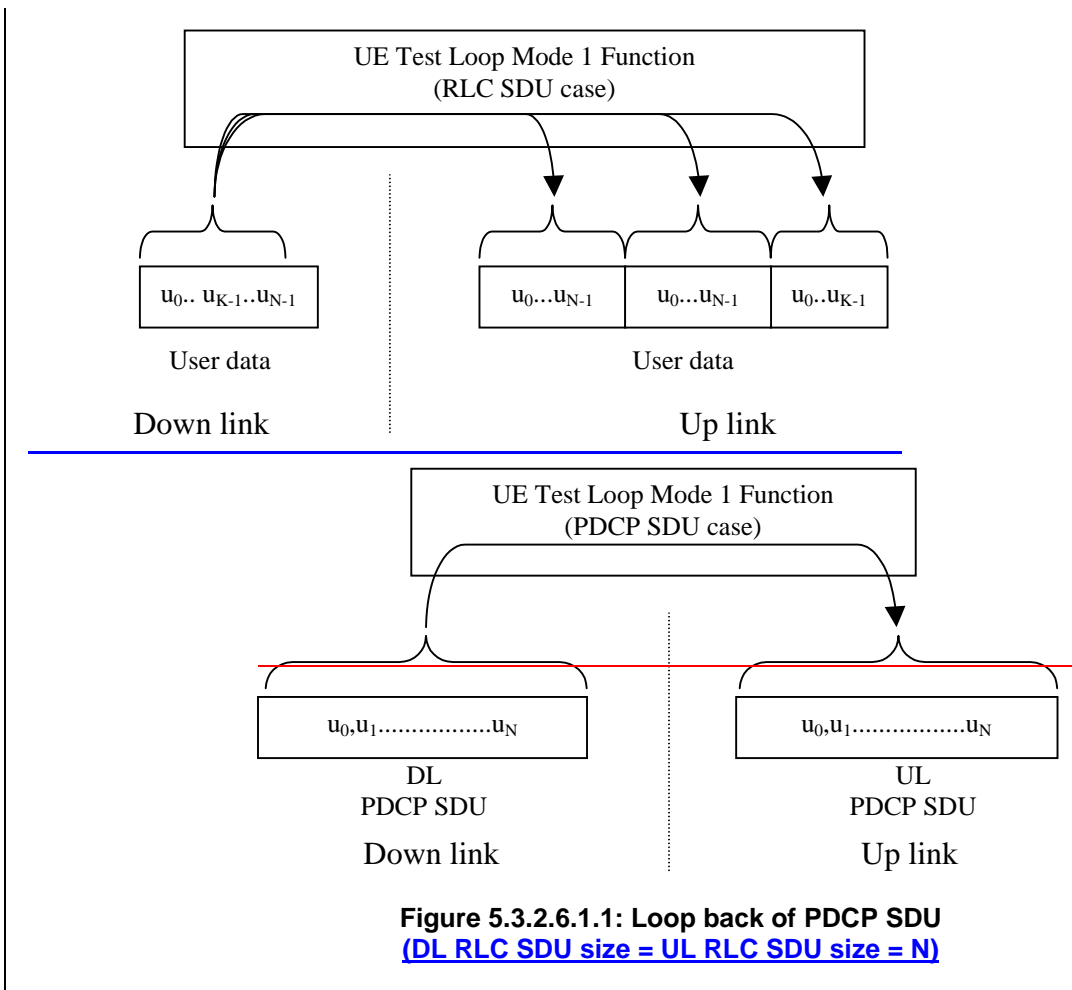 UE Test Loop Mode 1 Function
(RLC SDU case)
u0.. uK-1..uN-1
u0...uN-1
u0...uN-1
u0..uK-1
User data
User data
Down link
Up link
UE Test Loop Mode 1 Function
(PDCP SDU case)
u0,u1.................uN
u0,u1.................uN
DL
PDCP SDU
UL
PDCP SDU
Down link
Up link
Figure 5.3.2.6.1.1: Loop back of PDCP SDU
(DL RLC SDU size = UL RLC SDU size = N)